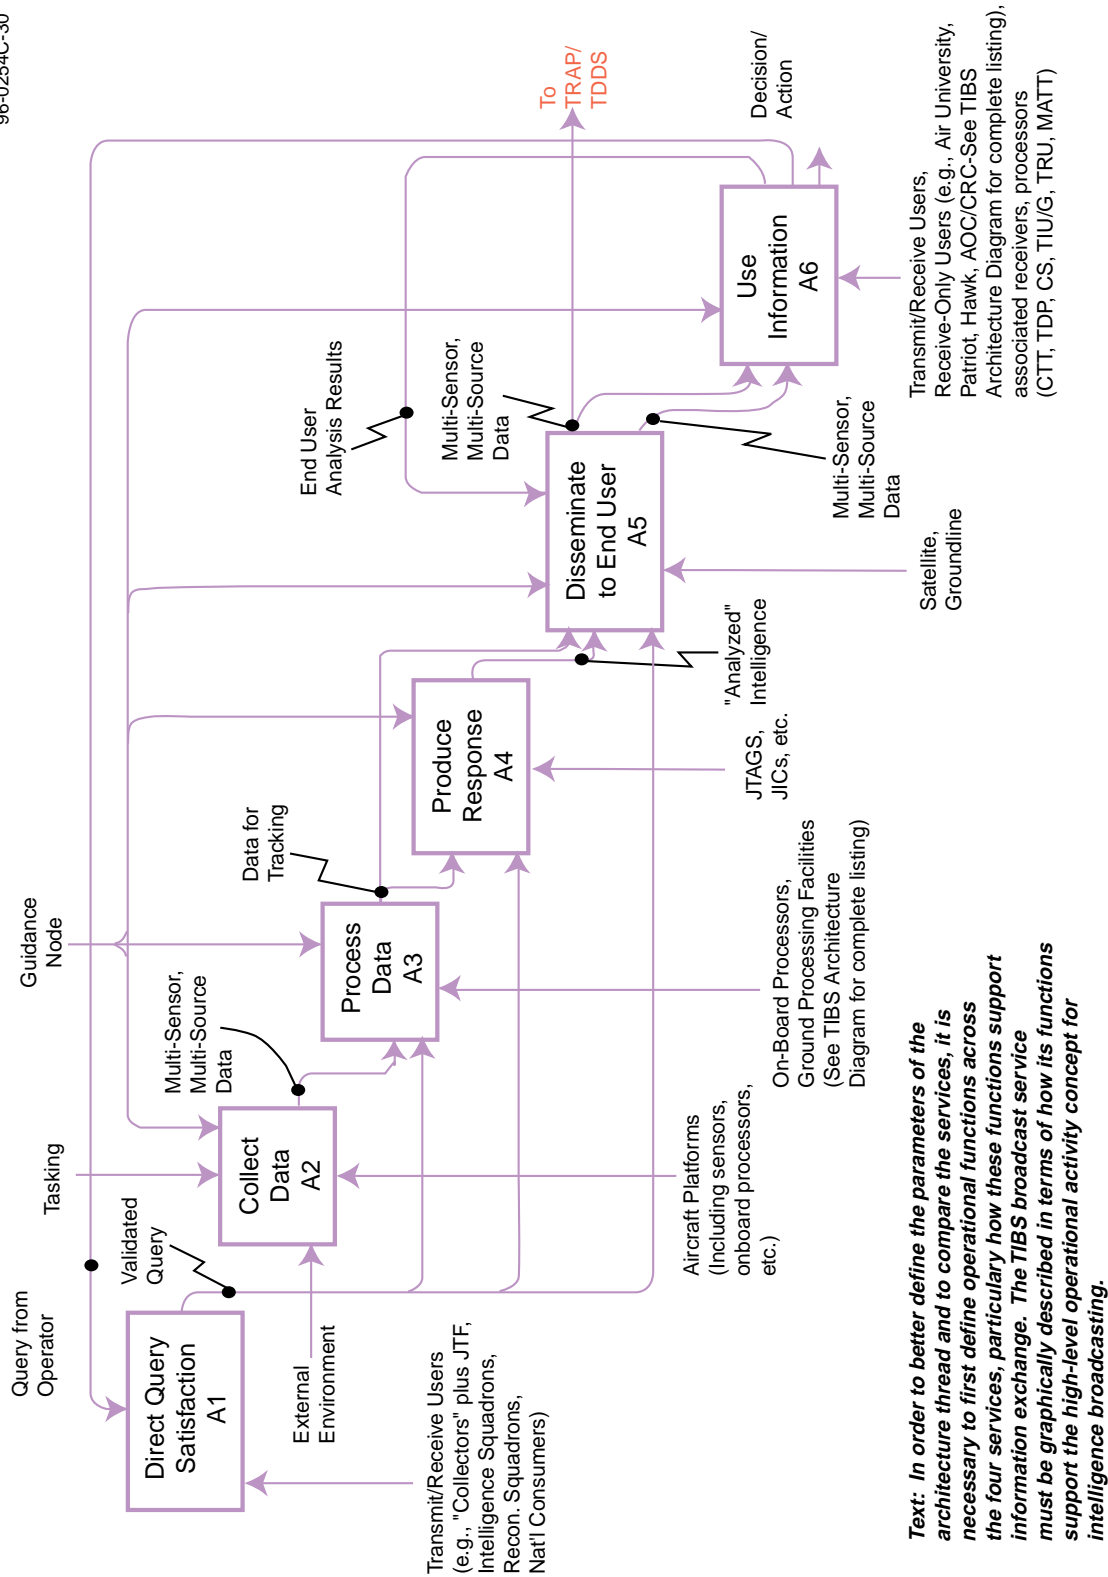 96-0254C-30
Query from
Operator
Tasking
Guidance
Node
Validated
Query
Multi-Sensor,
Multi-Source
Data
Data for
Tracking
End User
Analysis Results
Multi-Sensor,
Multi-Source
Data
To
TRAP/
TDDS
Decision/
Action
Direct Query
Satisfaction
A1
Collect
Data
A2
Process
Data
A3
Produce
Response
A4
Disseminate
to End User
A5
Use
Information
A6
External
Environment
Transmit/Receive Users
(e.g., "Collectors" plus JTF,
Intelligence Squadrons,
Recon. Squadrons,
Nat'l Consumers)
Aircraft Platforms
(Including sensors,
onboard processors,
etc.)
On-Board Processors,
Ground Processing Facilities
(See TIBS Architecture
Diagram for complete listing)
JTAGS,
JICs, etc.
"Analyzed"
Intelligence
Satellite,
Groundline
Multi-Sensor,
Multi-Source
Data
Transmit/Receive Users,
Receive-Only Users (e.g., Air University,
Patriot, Hawk, AOC/CRC-See TIBS
Architecture Diagram for complete listing),
associated receivers, processors
(CTT, TDP, CS, TIU/G, TRU, MATT)
Text: In order to better define the parameters of the
architecture thread and to compare the services, it is
necessary to first define operational functions across
the four services, particulary how these functions support
information exchange. The TIBS broadcast service
must be graphically described in terms of how its functions
support the high-level operational activity concept for
intelligence broadcasting.